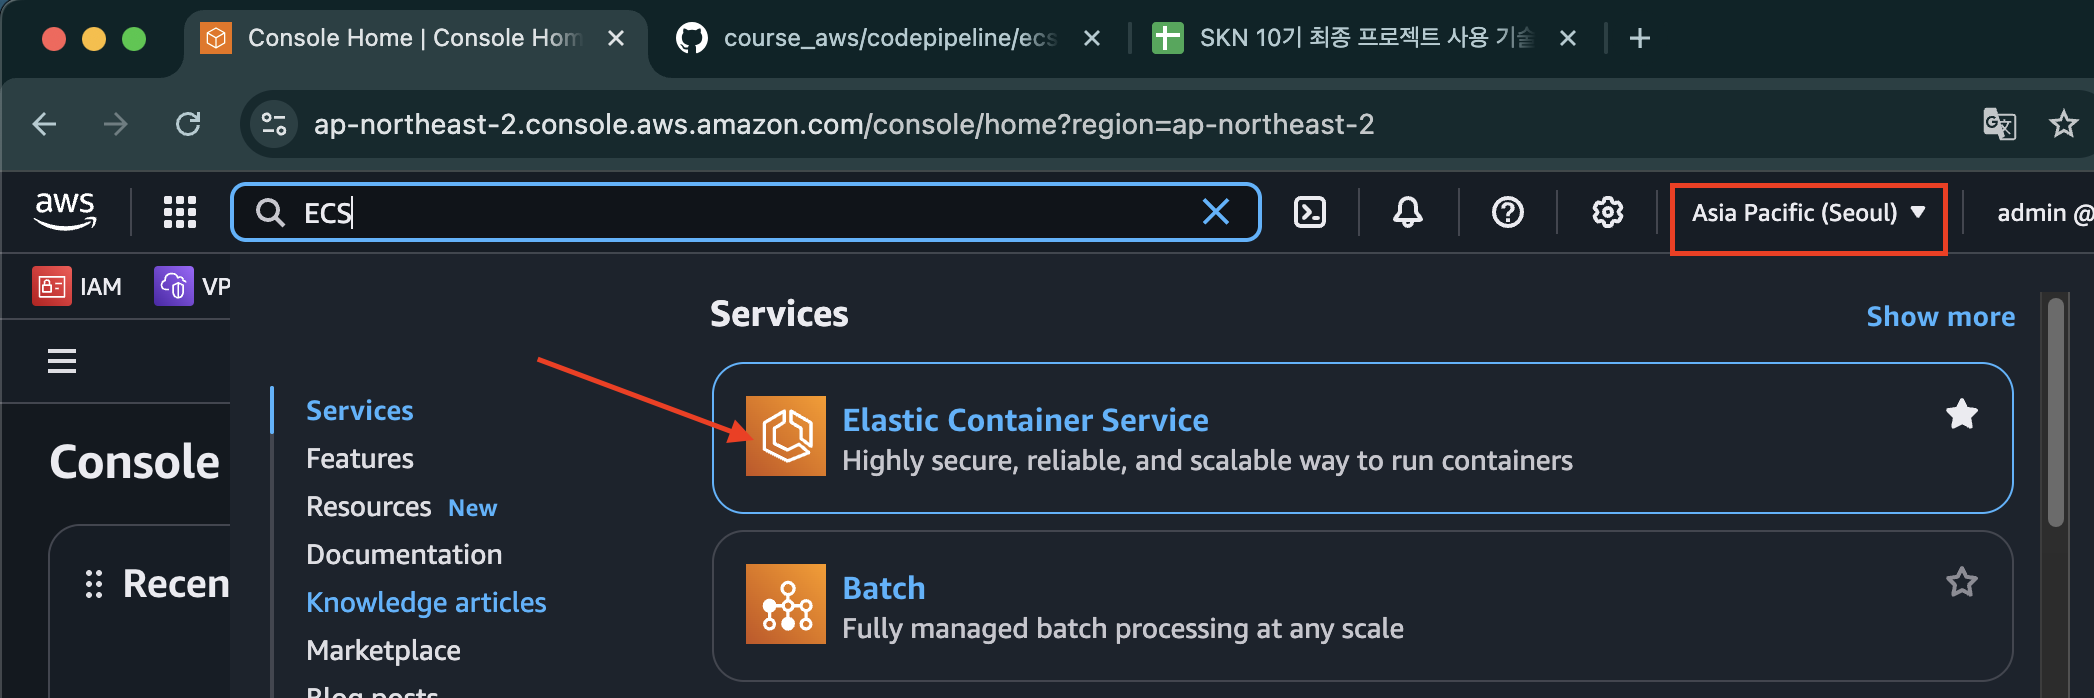 Console Home | Console Hom
course_aws/codepipeline/ecs
SKN 10기 최종 프로젝트 사용 기술
ap-northeast-2.console.aws.amazon.com/console/home?region=ap-northeast-2
aws
ECS
Asia Pacific (Seoul)
admin @
IAM
VP
Services
Show more
Console
Recen
Services
Features
Resources New
Documentation
Knowledge articles
Marketplace
Blog posts
Elastic Container Service
Highly secure, reliable, and scalable way to run containers
Batch
Fully managed batch processing at any scale